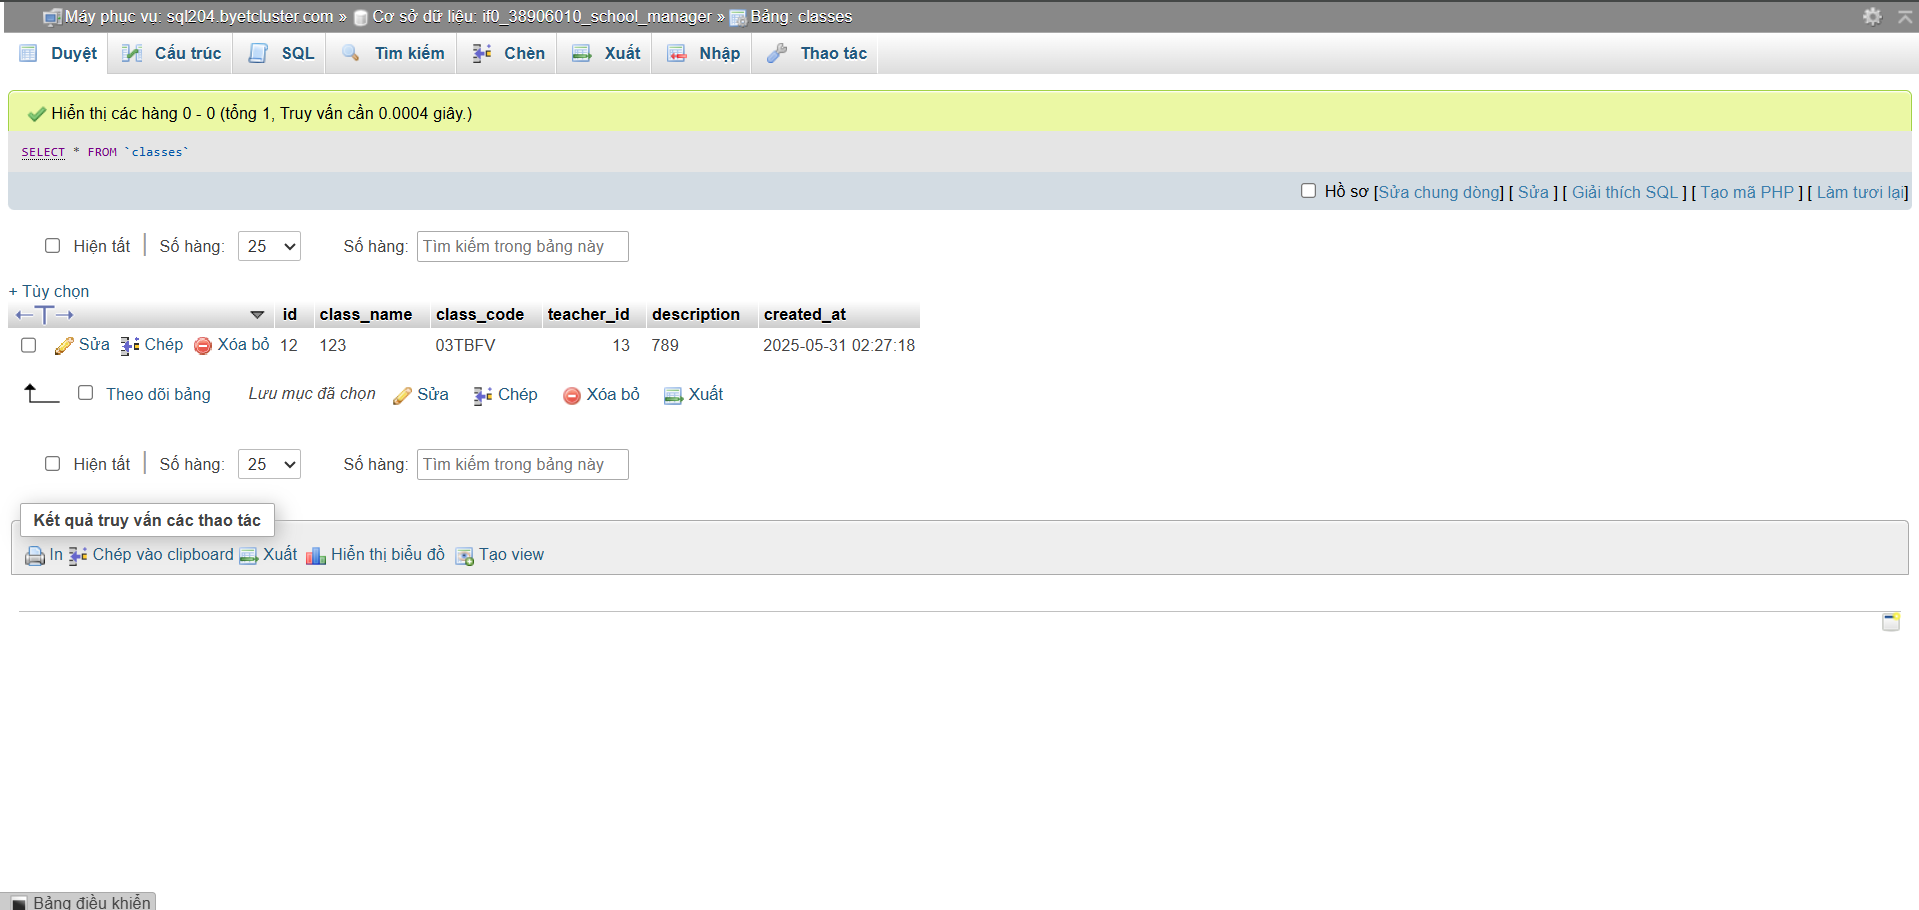 Máy phục vụ: sql204.byetcluster.com » Cơ sở dữ liệu: if0_38906010_school_manager » Bảng: classes
Duyệt Cấu trúc SQL Tìm kiếm Chèn Xuất Nhập Thao tác
Hiển thị các hàng 0 - 0 (tổng 1, Truy vấn cần 0.0004 giây.)
SELECT * FROM `classes`
Hồ sơ [Sửa chung dòng] [ Sửa ] [ Giải thích SQL ] [ Tạo mã PHP ] [ Làm tươi lại]
Hiện tất Số hàng: 25 Số hàng: Tìm kiếm trong bảng này
+ Tùy chọn
←T→ id class_name class_code teacher_id description created_at
Sửa Chép Xóa bỏ 12 123 03TBFV 13 789 2025-05-31 02:27:18
Theo dõi bảng Lưu mục đã chọn Sửa Chép Xóa bỏ Xuất
Hiện tất Số hàng: 25 Số hàng: Tìm kiếm trong bảng này
Kết quả truy vấn các thao tác
In Chép vào clipboard Xuất Hiển thị biểu đồ Tạo view
Bảng điều khiển